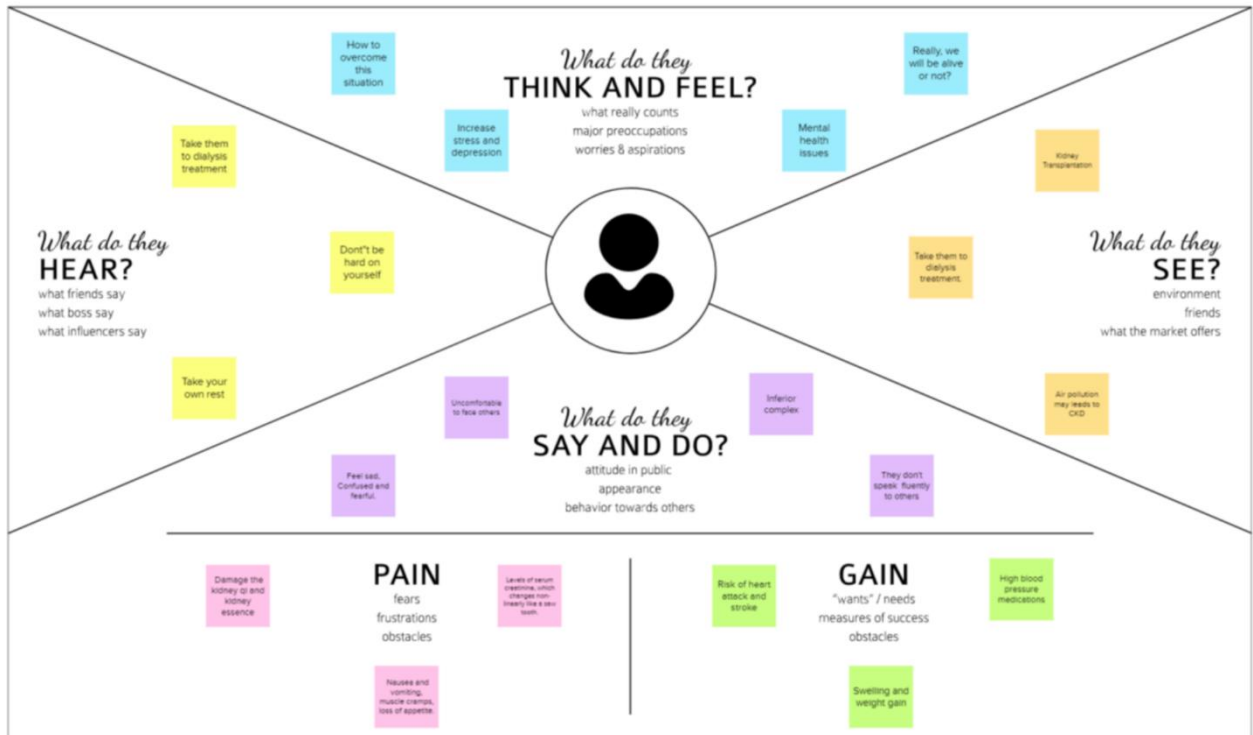 How to
overcome
this
situation
What do they
THINK AND FEEL?
what really counts
major preoccupations
worries & aspirations
Really, we
will be alive
or not?
Increase
stress and
depression
Mental
health
issues
Take them
to dialysis
treatment
Kidney
Transplantation
What do they
HEAR?
what friends say
what boss say
what influencers say
Dont"t be
hard on
yourself
Take them to
dialysis
treatment.
What do they
SEE?
environment
friends
what the market offers
Take your
own rest
Uncomfortable
to face others
What do they
SAY AND DO?
attitude in public
appearance
behavior towards others
Inferior
complex
Air pollution
may leads to
CKD
Feel sad,
Confused and
fearful.
They don't
speak fluently
to others
Damage the
kidney qi and
kidney
essence
PAIN
fears
frustrations
obstacles
Levels of serum
creatinine, which
changes non-
linearly like a saw
tooth.
Nausea and
vomiting,
muscle cramps,
loss of appetite.
Risk of heart
attack and
stroke
GAIN
"wants" / needs
measures of success
obstacles
High blood
pressure
medications
Swelling and
weight gain